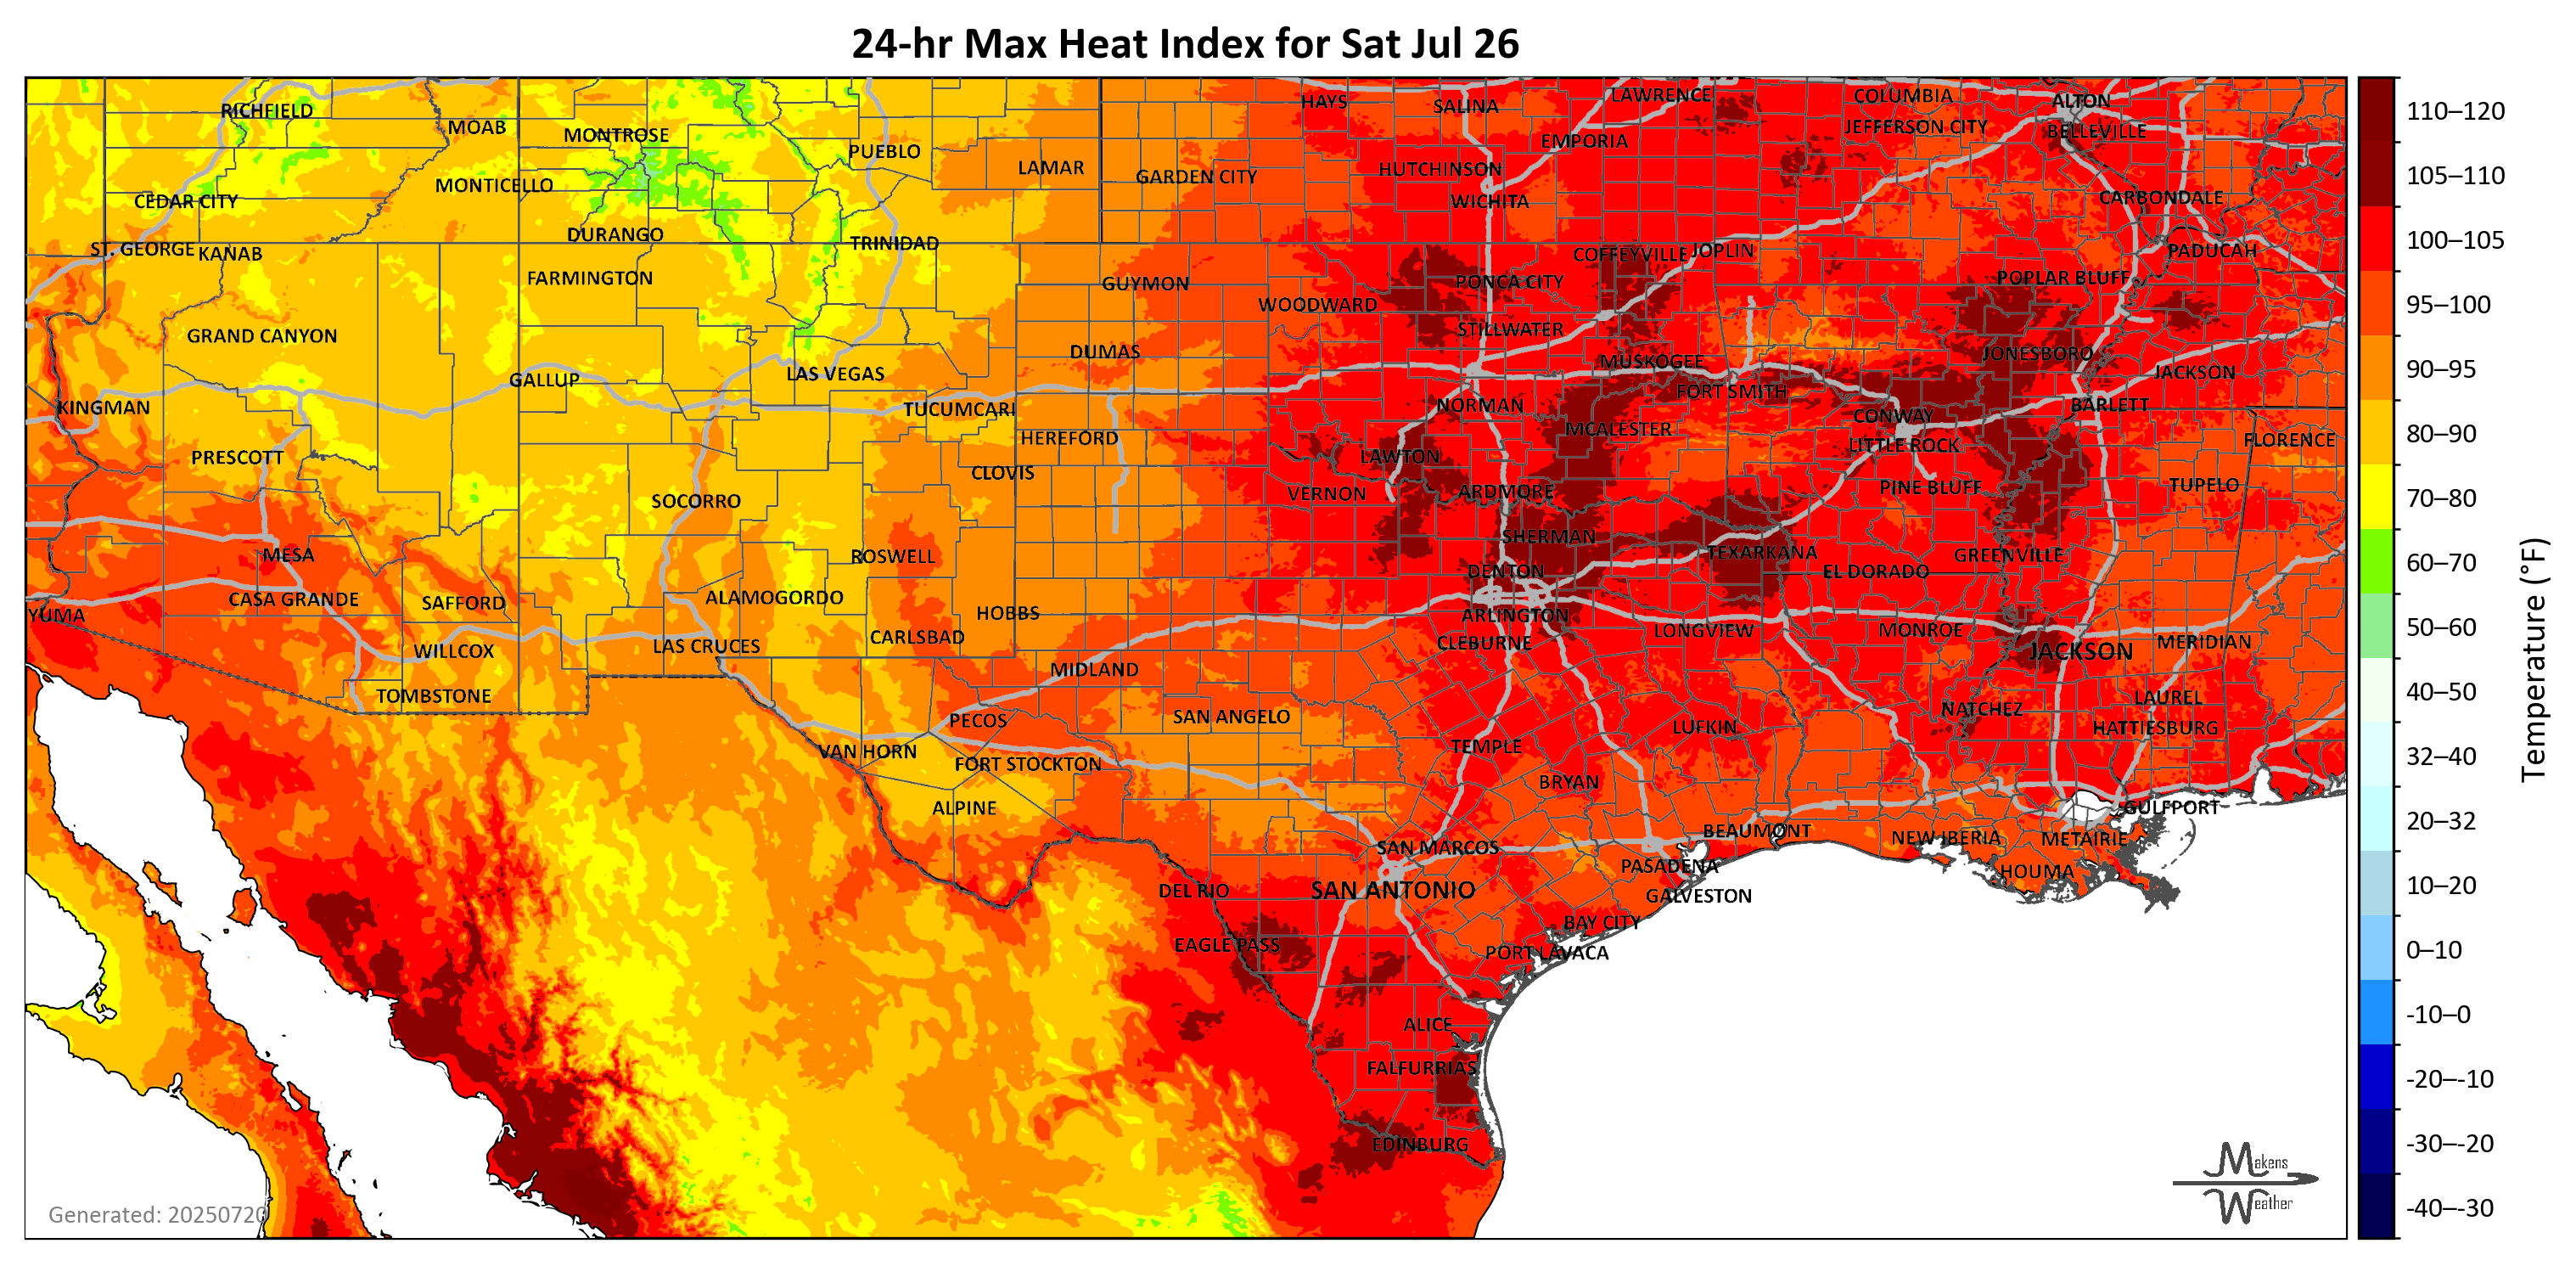 24-hr Max Heat Index for Sat Jul 26
RICHFIELD
MOAB
MONTROSE
PUEBLO
LAMAR
GARDEN CITY
HAYS
SALINA
LAWRENCE
EMPORIA
HUTCHINSON
WICHITA
COLUMBIA
JEFFERSON CITY
ALTON
BELLEVILLE
CARBONDALE
CEDAR CITY
MONTICELLO
DURANGO
TRINIDAD
ST. GEORGE
KANAB
FARMINGTON
GUYMON
WOODWARD
PONCA CITY
COFFEYVILLE
JOPLIN
POPLAR BLUFF
PADUCAH
GRAND CANYON
DUMAS
STILLWATER
MUSKOGEE
JONESBORO
JACKSON
GALLUP
LAS VEGAS
FORT SMITH
KINGMAN
TUCUMCARI
NORMAN
CONWAY
BARLETT
HEREFORD
MCALESTER
LITTLE ROCK
FLORENCE
PRESCOTT
CLOVIS
LAWTON
SOCORRO
VERNON
ARDMORE
PINE BLUFF
TUPELO
MESA
ROSWELL
SHERMAN
TEXARKANA
GREENVILLE
DENTON
EL DORADO
CASA GRANDE
SAFFORD
ALAMOGORDO
HOBBS
ARLINGTON
YUMA
WILLCOX
LAS CRUCES
CARLSBAD
CLEBURNE
LONGVIEW
MONROE
JACKSON
MERIDIAN
MIDLAND
TOMBSTONE
PECOS
SAN ANGELO
NATCHEZ
LAUREL
LUFKIN
HATTIESBURG
VAN HORN
FORT STOCKTON
TEMPLE
BRYAN
ALPINE
GULFPORT
BEAUMONT
NEW IBERIA
METAIRIE
SAN MARCOS
PASADENA
HOUMA
DEL RIO
SAN ANTONIO
GALVESTON
BAY CITY
EAGLE PASS
PORT LAVACA
ALICE
FALFURRIAS
EDINBURG
Generated: 20250720
Makens
Weather
110–120
105–110
100–105
95–100
90–95
80–90
70–80
60–70
50–60
40–50
32–40
20–32
10–20
0–10
-10–0
-20–-10
-30–-20
-40–-30
Temperature (°F)